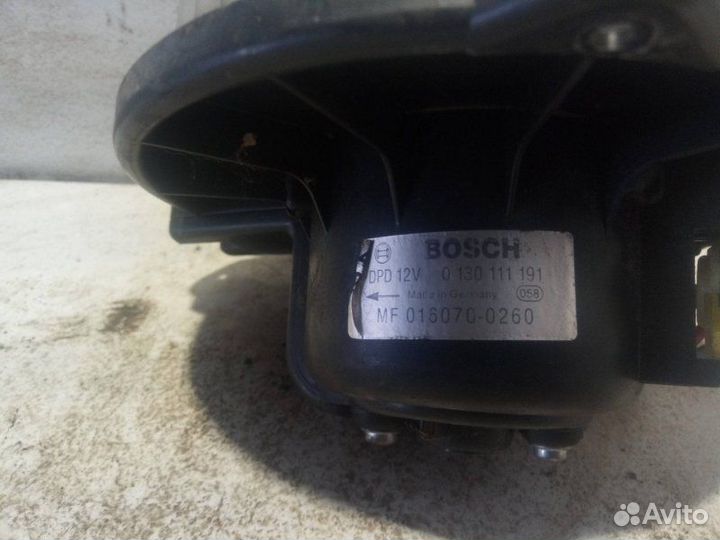 BOSCH
DPD 12V 0 130 111 191
Made in Germany 058
MF 016070-0260
Avito